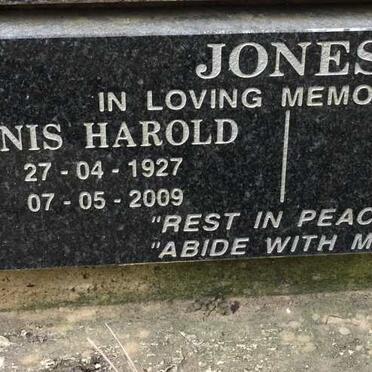 JONES
IN LOVING MEMO
NIS HAROLD
27 - 04 - 1927
07 - 05 - 2009
"REST IN PEAC
"ABIDE WITH M